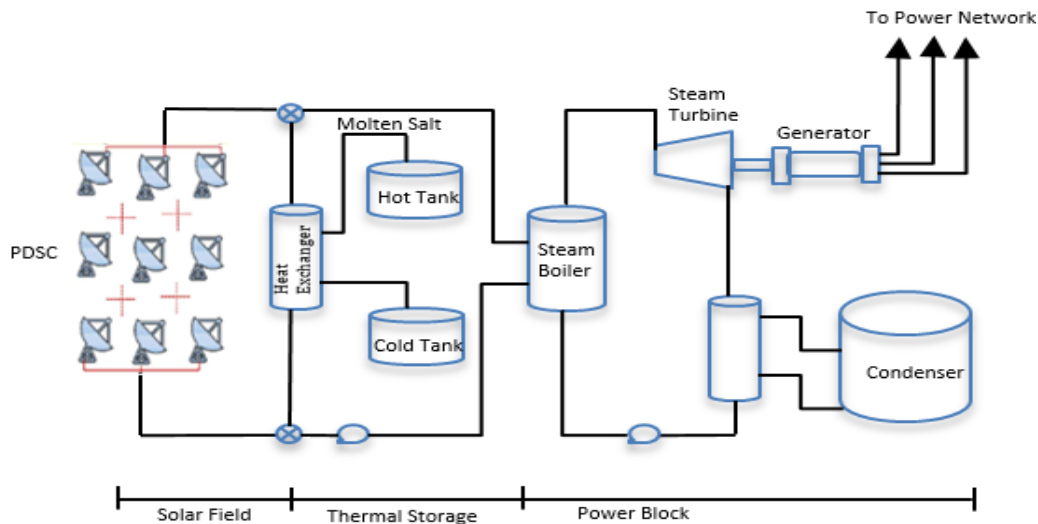 To Power Network
Steam
Turbine
Generator
Molten Salt
Hot Tank
PDSC
Heat
Exchanger
Steam
Boiler
Cold Tank
Condenser
Solar Field
Thermal Storage
Power Block